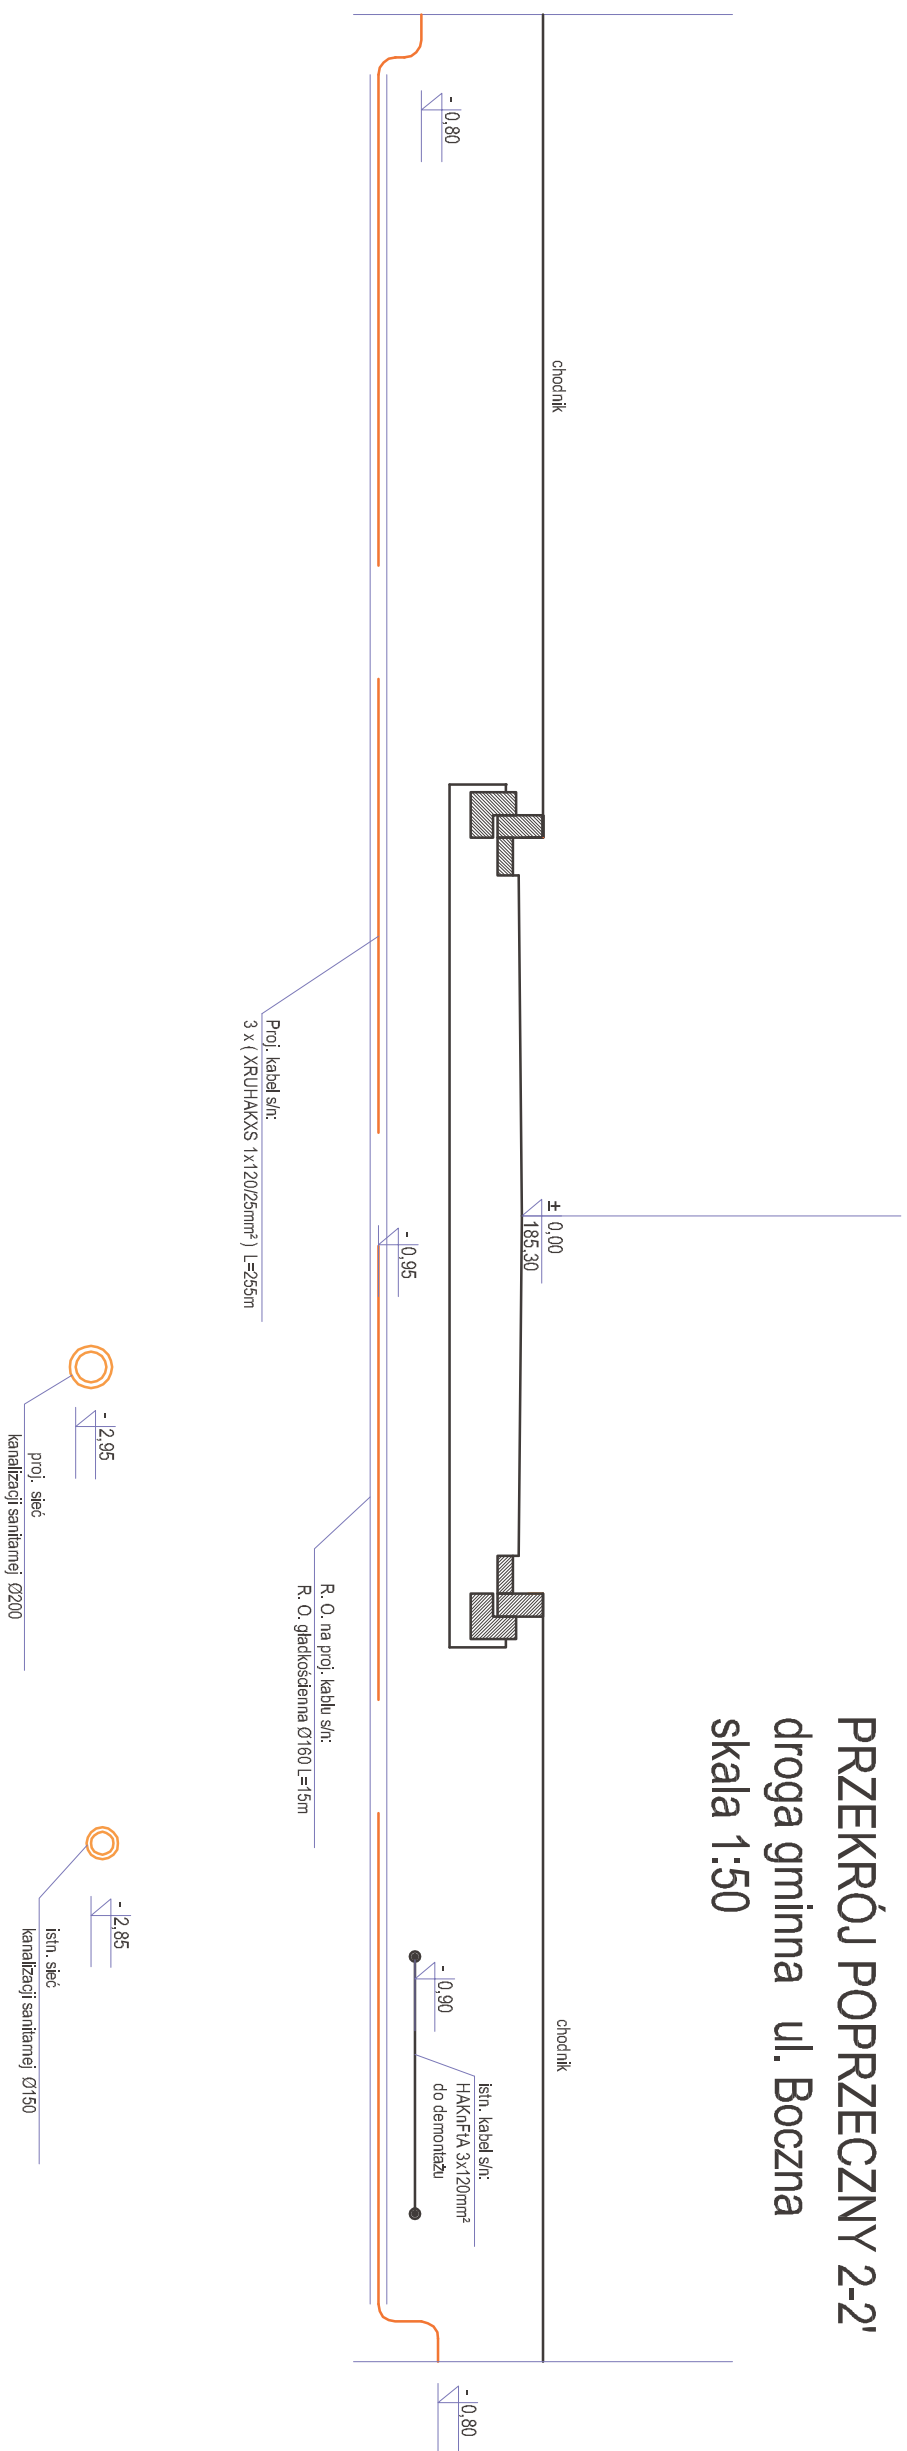 PRZEKRÓJ POPRZECZNY 2-2'
droga gminna ul. Boczna
skala 1:50
chodnik
chodnik
± 0,00
185,30
- 0,80
- 0,95
- 0,90
- 0,80
istn. kabel s/n:
HAKnFtA 3x120mm²
do demontażu
Proj. kabel s/n:
3 x ( XRUHAKXS 1x120/25mm² ) L=255m
R. O. na proj. kablu s/n:
R. O. gładkościenna Ø160 L=15m
- 2,95
proj. sieć
kanalizacji sanitarnej Ø200
- 2,85
istn. sieć
kanalizacji sanitarnej Ø150